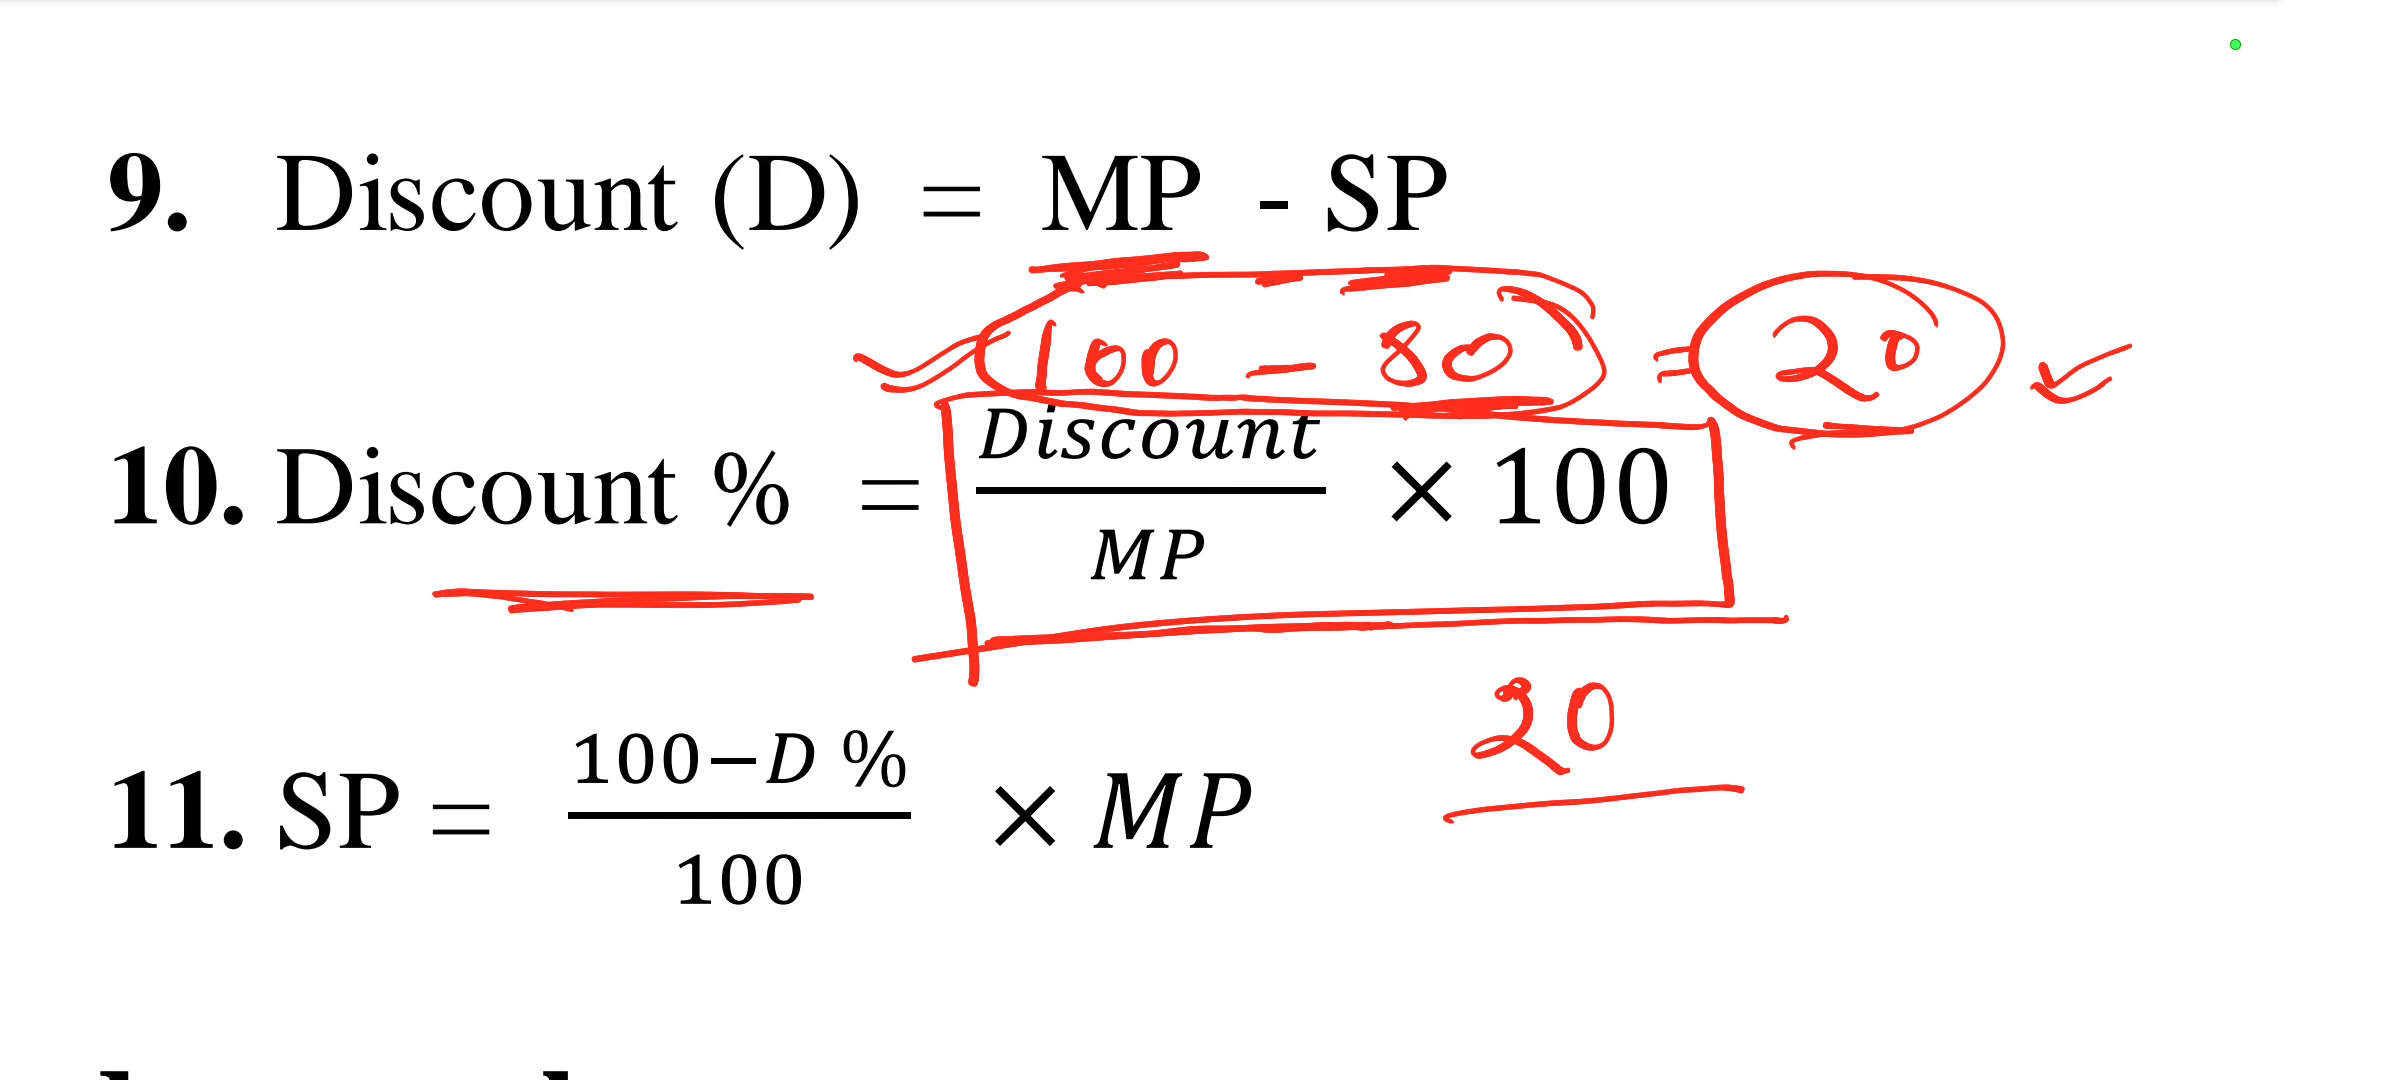 9. Discount (D) = MP - SP
100 - 80 = 20
10. Discount % = Discount / MP × 100
20
11. SP = 100-D % / 100 × MP